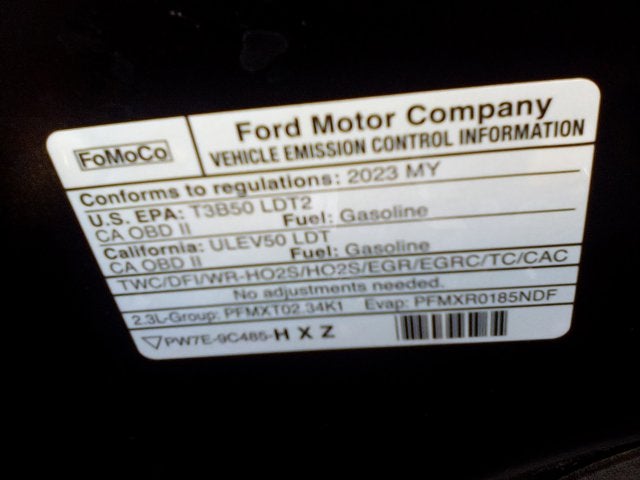 FoMoCo
Ford Motor Company
VEHICLE EMISSION CONTROL INFORMATION
Conforms to regulations: 2023 MY
U.S. EPA: T3B50 LDT2
CA OBD II Fuel: Gasoline
California: ULEV50 LDT
CA OBD II Fuel: Gasoline
TWC/DFI/WR-HO2S/HO2S/EGR/EGRC/TC/CAC
No adjustments needed.
2.3L-Group: PFMXT02.34K1 Evap: PFMXR0185NDF
PW7E-9C485-HXZ